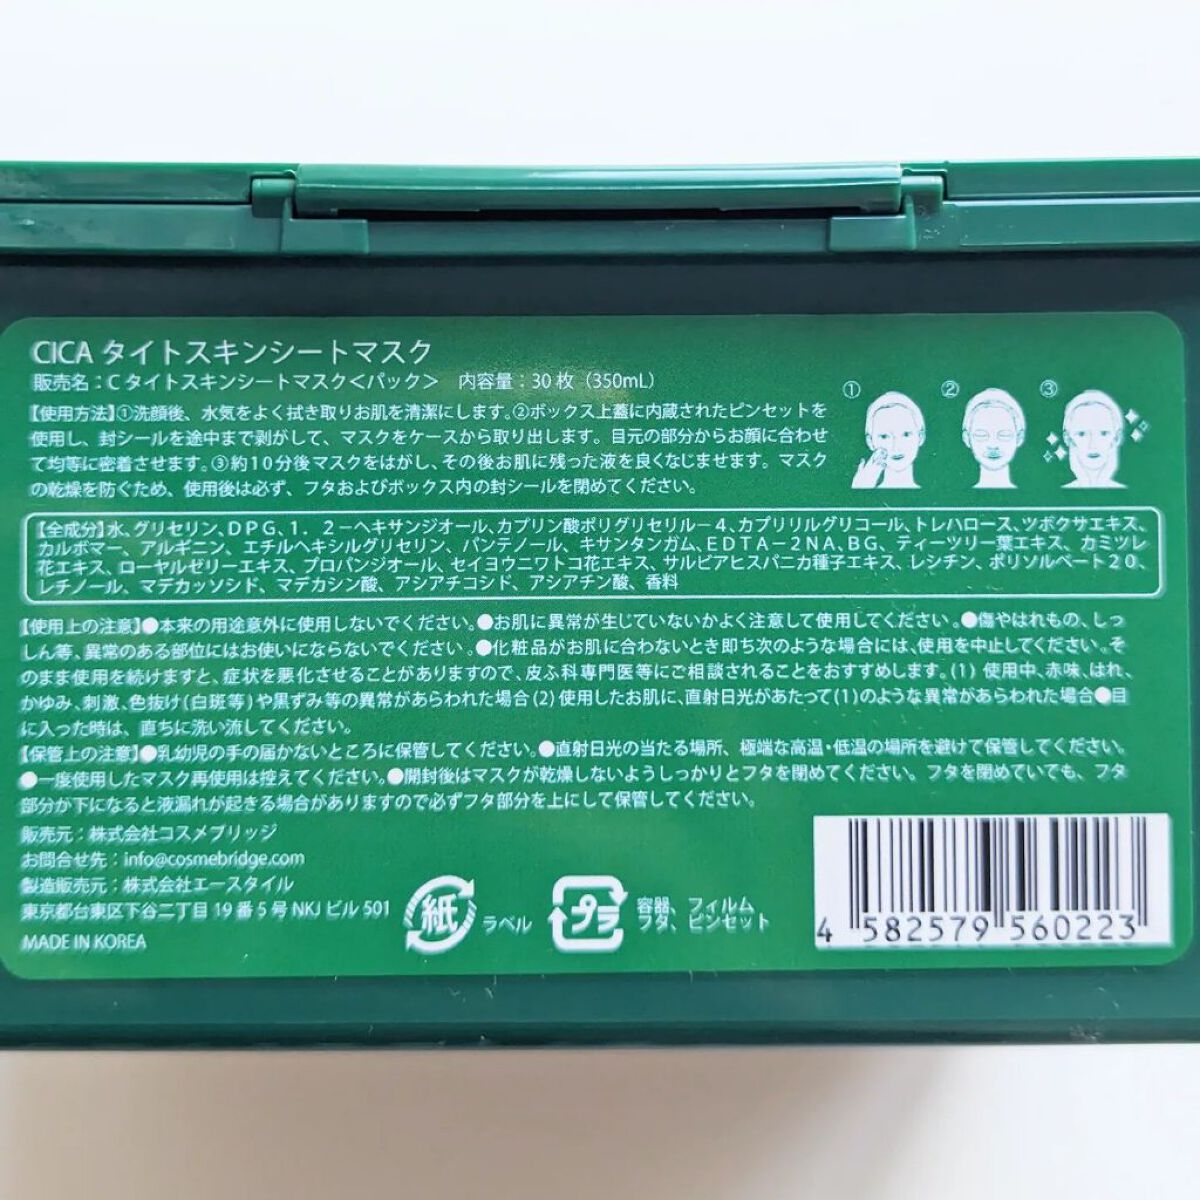 CICA タイトスキンシートマスク
販売名：C タイトスキンシートマスク<パック>　内容量：30 枚（350mL）
① ② ③
【使用方法】①洗顔後、水気をよく拭き取りお肌を清潔にします。②ボックス上蓋に内蔵されたピンセットを
使用し、封シールを途中まで剥がして、マスクをケースから取り出します。目元の部分からお顔に合わせ
て均等に密着させます。③約10分後マスクをはがし、その後お肌に残った液を良くなじませます。マスク
の乾燥を防ぐため、使用後は必ず、フタおよびボックス内の封シールを閉めてください。
【全成分】水、グリセリン、DPG、1．2－ヘキサンジオール、カプリン酸ポリグリセリル－4、カプリリルグリコール、トレハロース、ツボクサエキス、
カルボマー、アルギニン、エチルヘキシルグリセリン、パンテノール、キサンタンガム、EDTA－2NA、BG、ティーツリー葉エキス、カミツレ
花エキス、ローヤルゼリーエキス、プロパンジオール、セイヨウニワトコ花エキス、サルビアヒスパニカ種子エキス、レシチン、ポリソルベート20、
レチノール、マデカッソシド、マデカシン酸、アシアチコシド、アシアチン酸、香料
【使用上の注意】●本来の用途意外に使用しないでください。●お肌に異常が生じていないかよく注意して使用してください。●傷やはれもの、しっ
しん等、異常のある部位にはお使いにならないでください。●化粧品がお肌に合わないとき即ち次のような場合には、使用を中止してください。そ
のまま使用を続けますと、症状を悪化させることがありますので、皮ふ科専門医等にご相談されることをおすすめします。(1) 使用中、赤味、はれ、
かゆみ、刺激、色抜け(白斑等)や黒ずみ等の異常があらわれた場合(2)使用したお肌に、直射日光があたって(1)のような異常があらわれた場合●目
に入った時は、直ちに洗い流してください。
【保管上の注意】●乳幼児の手の届かないところに保管してください。●直射日光の当たる場所、極端な高温・低温の場所を避けて保管してください。
●一度使用したマスク再使用は控えてください。●開封後はマスクが乾燥しないようしっかりとフタを閉めてください。フタを閉めていても、フタ
部分が下になると液漏れが起きる場合がありますので必ずフタ部分を上にして保管してください。
販売元：株式会社コスメブリッジ
お問合せ先：info@cosmebridge.com
製造販売元：株式会社エースタイル
東京都台東区下谷二丁目 19 番 5 号 NKJ ビル 501
MADE IN KOREA
紙 ラベル
プラ 容器、フィルム
フタ、ピンセット
4 582579 560223